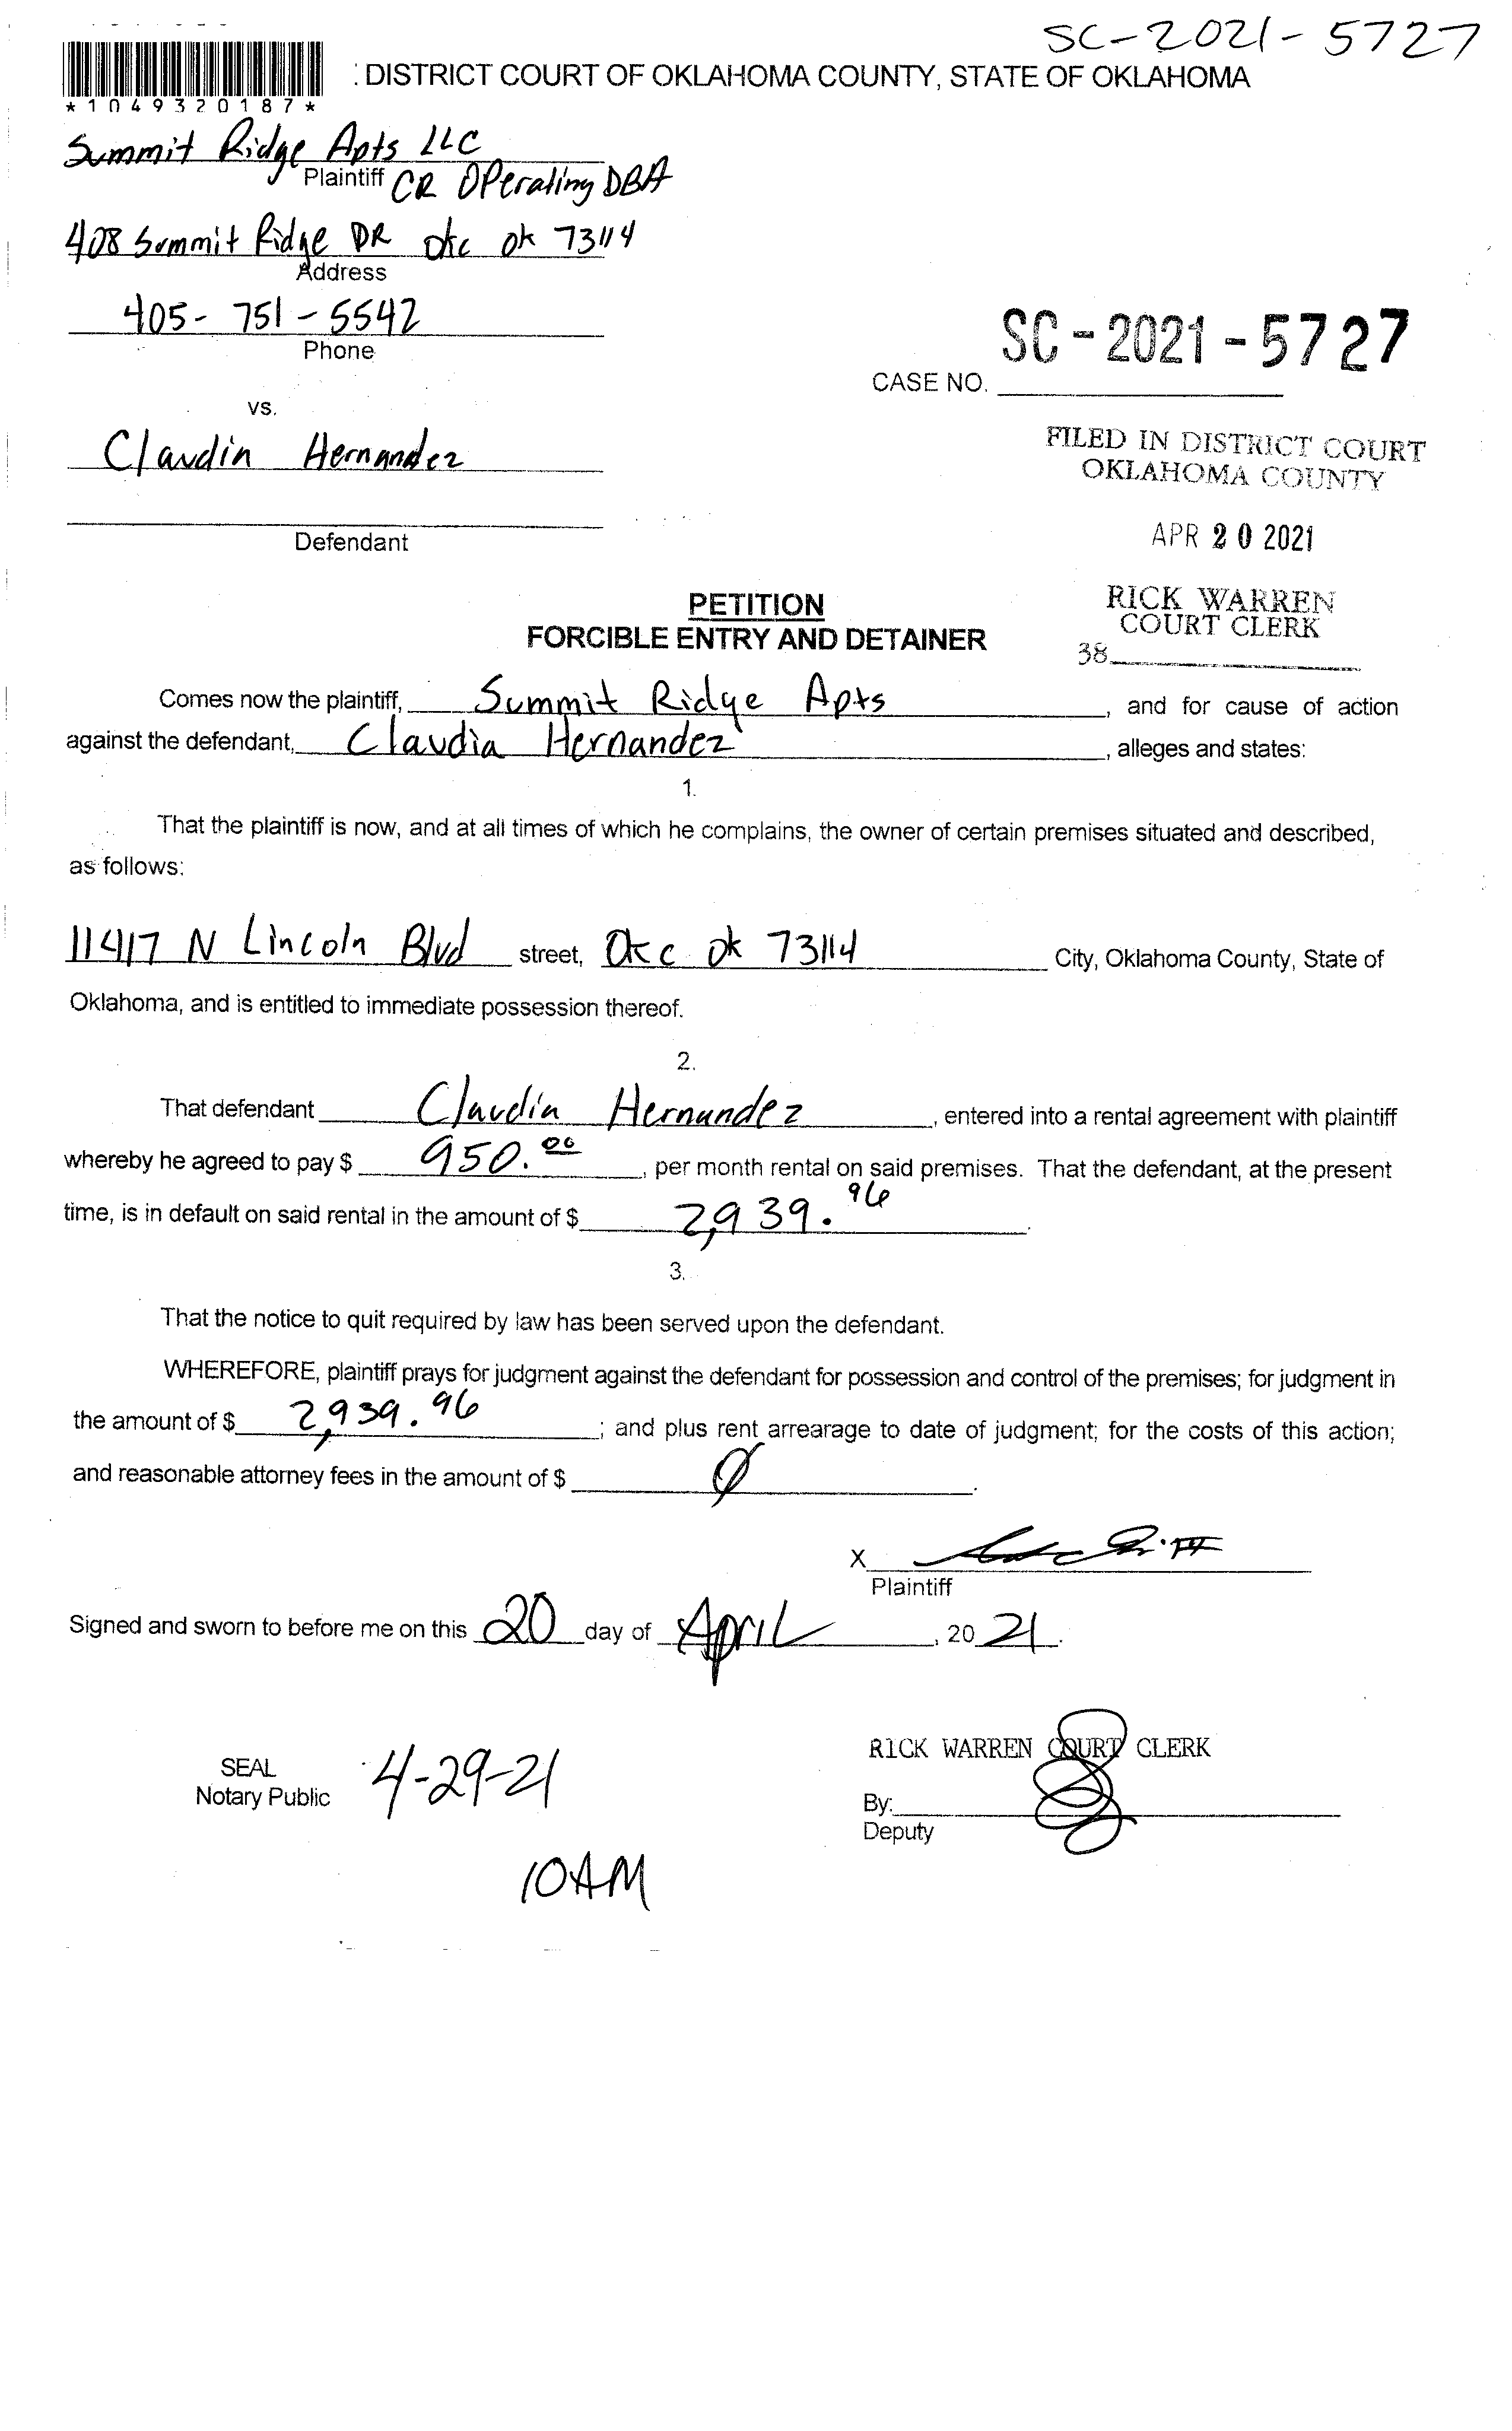 SC-2021-5727
*1049320187*
: DISTRICT COURT OF OKLAHOMA COUNTY, STATE OF OKLAHOMA
Summit Ridge Apts LLC
Plaintiff CR Operating DBA
408 Summit Ridge DR okc ok 73114
Address
405-751-5542
Phone
SC-2021-5727
CASE NO.
vs.
Claudia Hernandez
FILED IN DISTRICT COURT
OKLAHOMA COUNTY
Defendant
APR 20 2021
PETITION
FORCIBLE ENTRY AND DETAINER
RICK WARREN
COURT CLERK
38
Comes now the plaintiff, Summit Ridge Apts, and for cause of action
against the defendant, Claudia Hernandez, alleges and states:
1.
That the plaintiff is now, and at all times of which he complains, the owner of certain premises situated and described,
as follows:
11417 N Lincoln Blvd street, Okc ok 73114 City, Oklahoma County, State of
Oklahoma, and is entitled to immediate possession thereof.
2.
That defendant Claudia Hernandez, entered into a rental agreement with plaintiff
whereby he agreed to pay $ 950.00, per month rental on said premises. That the defendant, at the present
time, is in default on said rental in the amount of $ 2,939.96.
3.
That the notice to quit required by law has been served upon the defendant.
WHEREFORE, plaintiff prays for judgment against the defendant for possession and control of the premises; for judgment in
the amount of $ 2,939.96; and plus rent arrearage to date of judgment; for the costs of this action;
and reasonable attorney fees in the amount of $ Ø.
X
Plaintiff
Signed and sworn to before me on this 20 day of April, 2021.
SEAL
Notary Public
4-29-21
10AM
RICK WARREN COURT CLERK
By:
Deputy